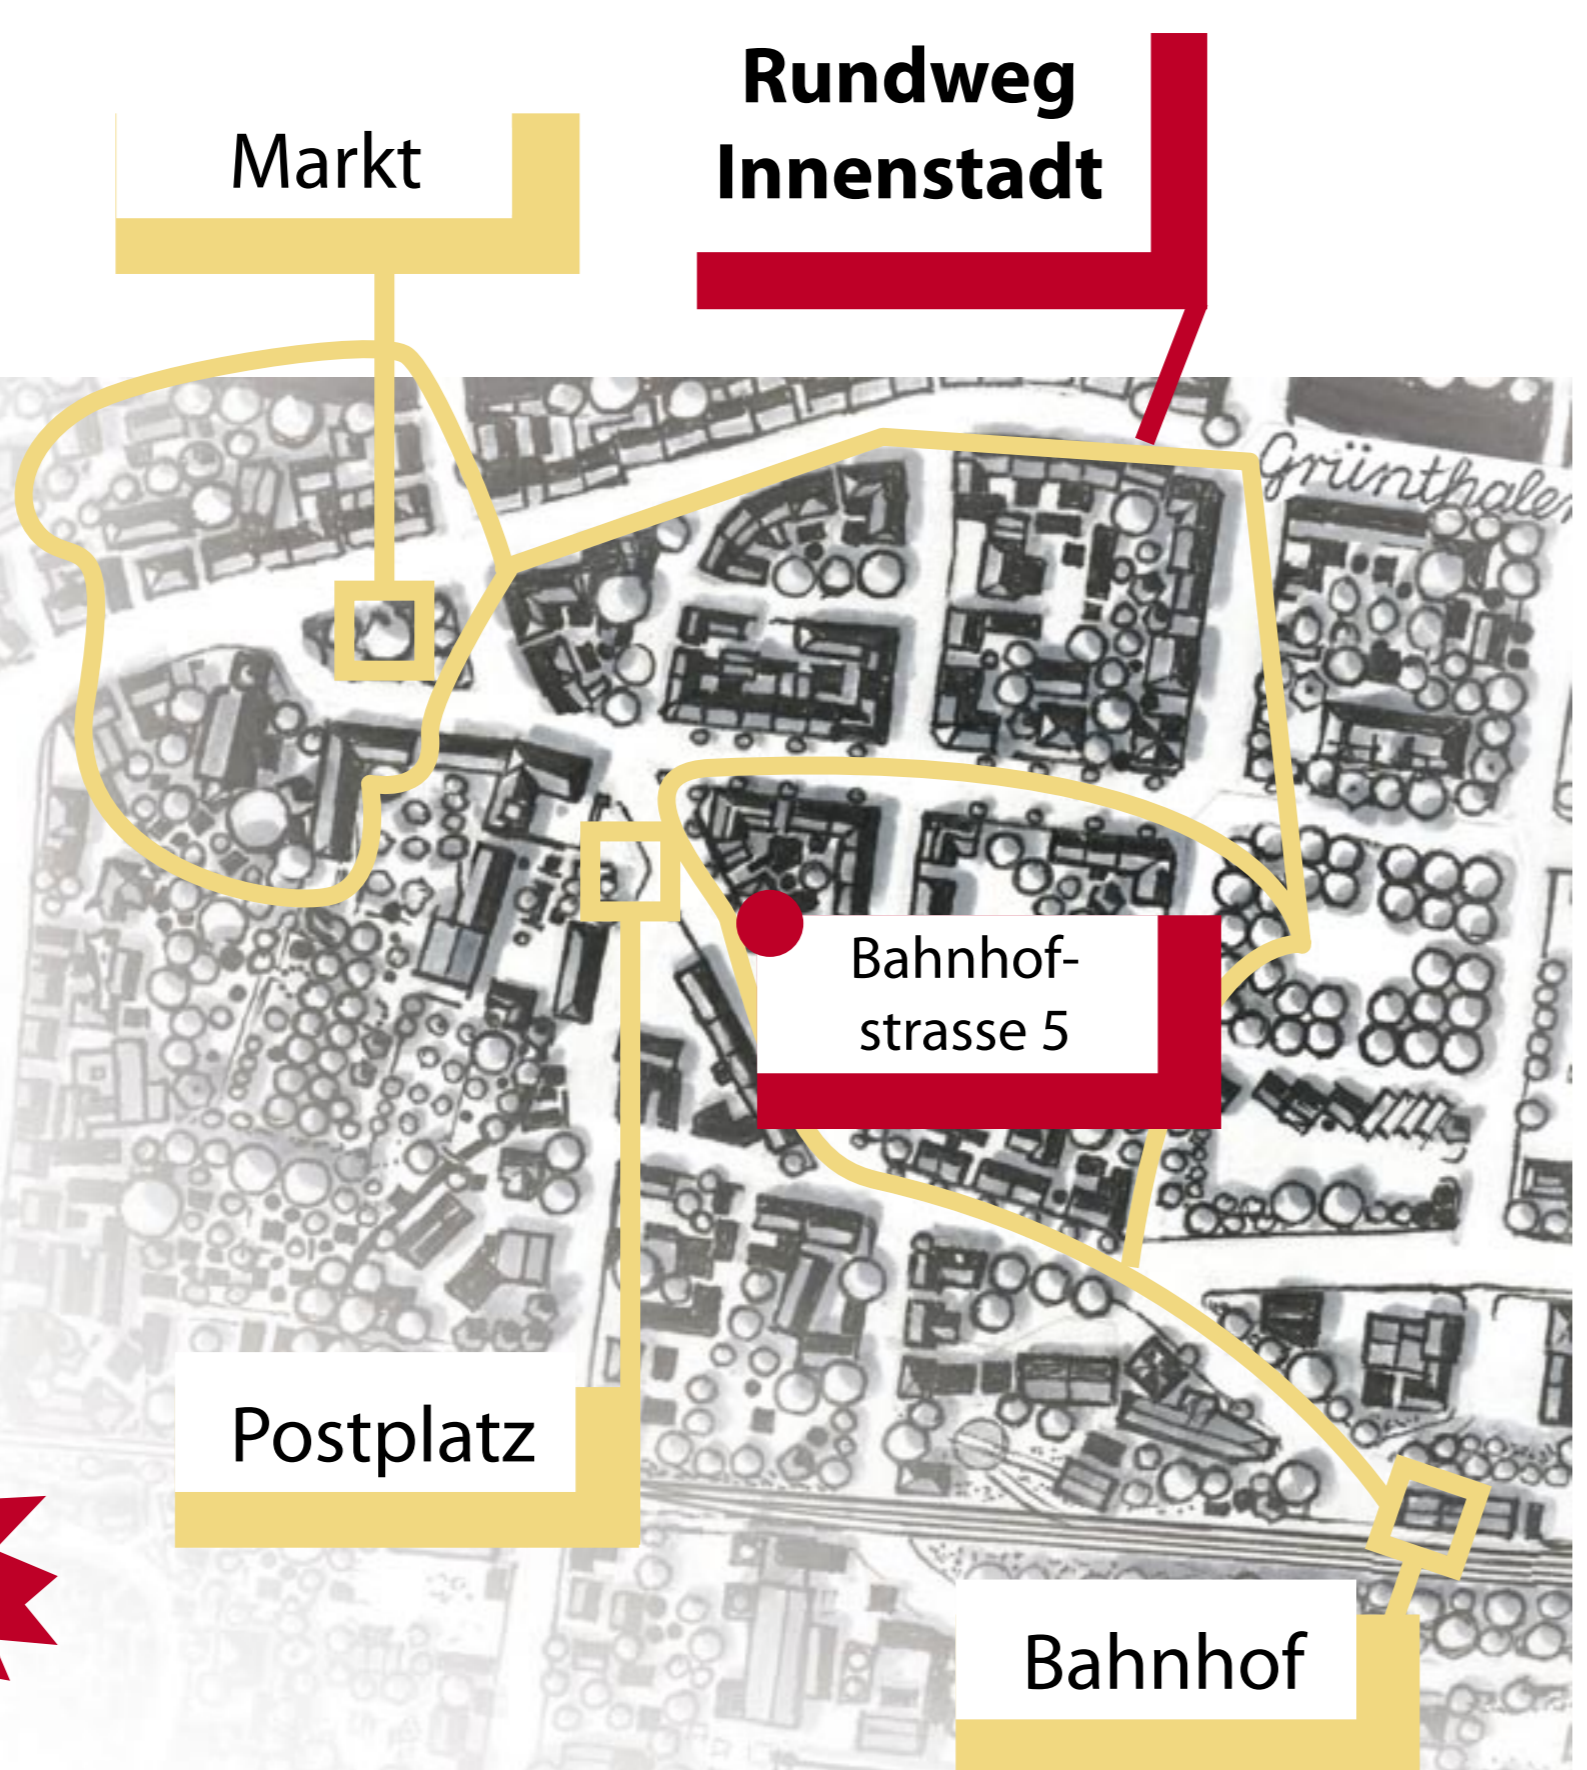 Rundweg
Innenstadt
Markt
Grünthaler
Bahnhof-
strasse 5
Postplatz
Bahnhof